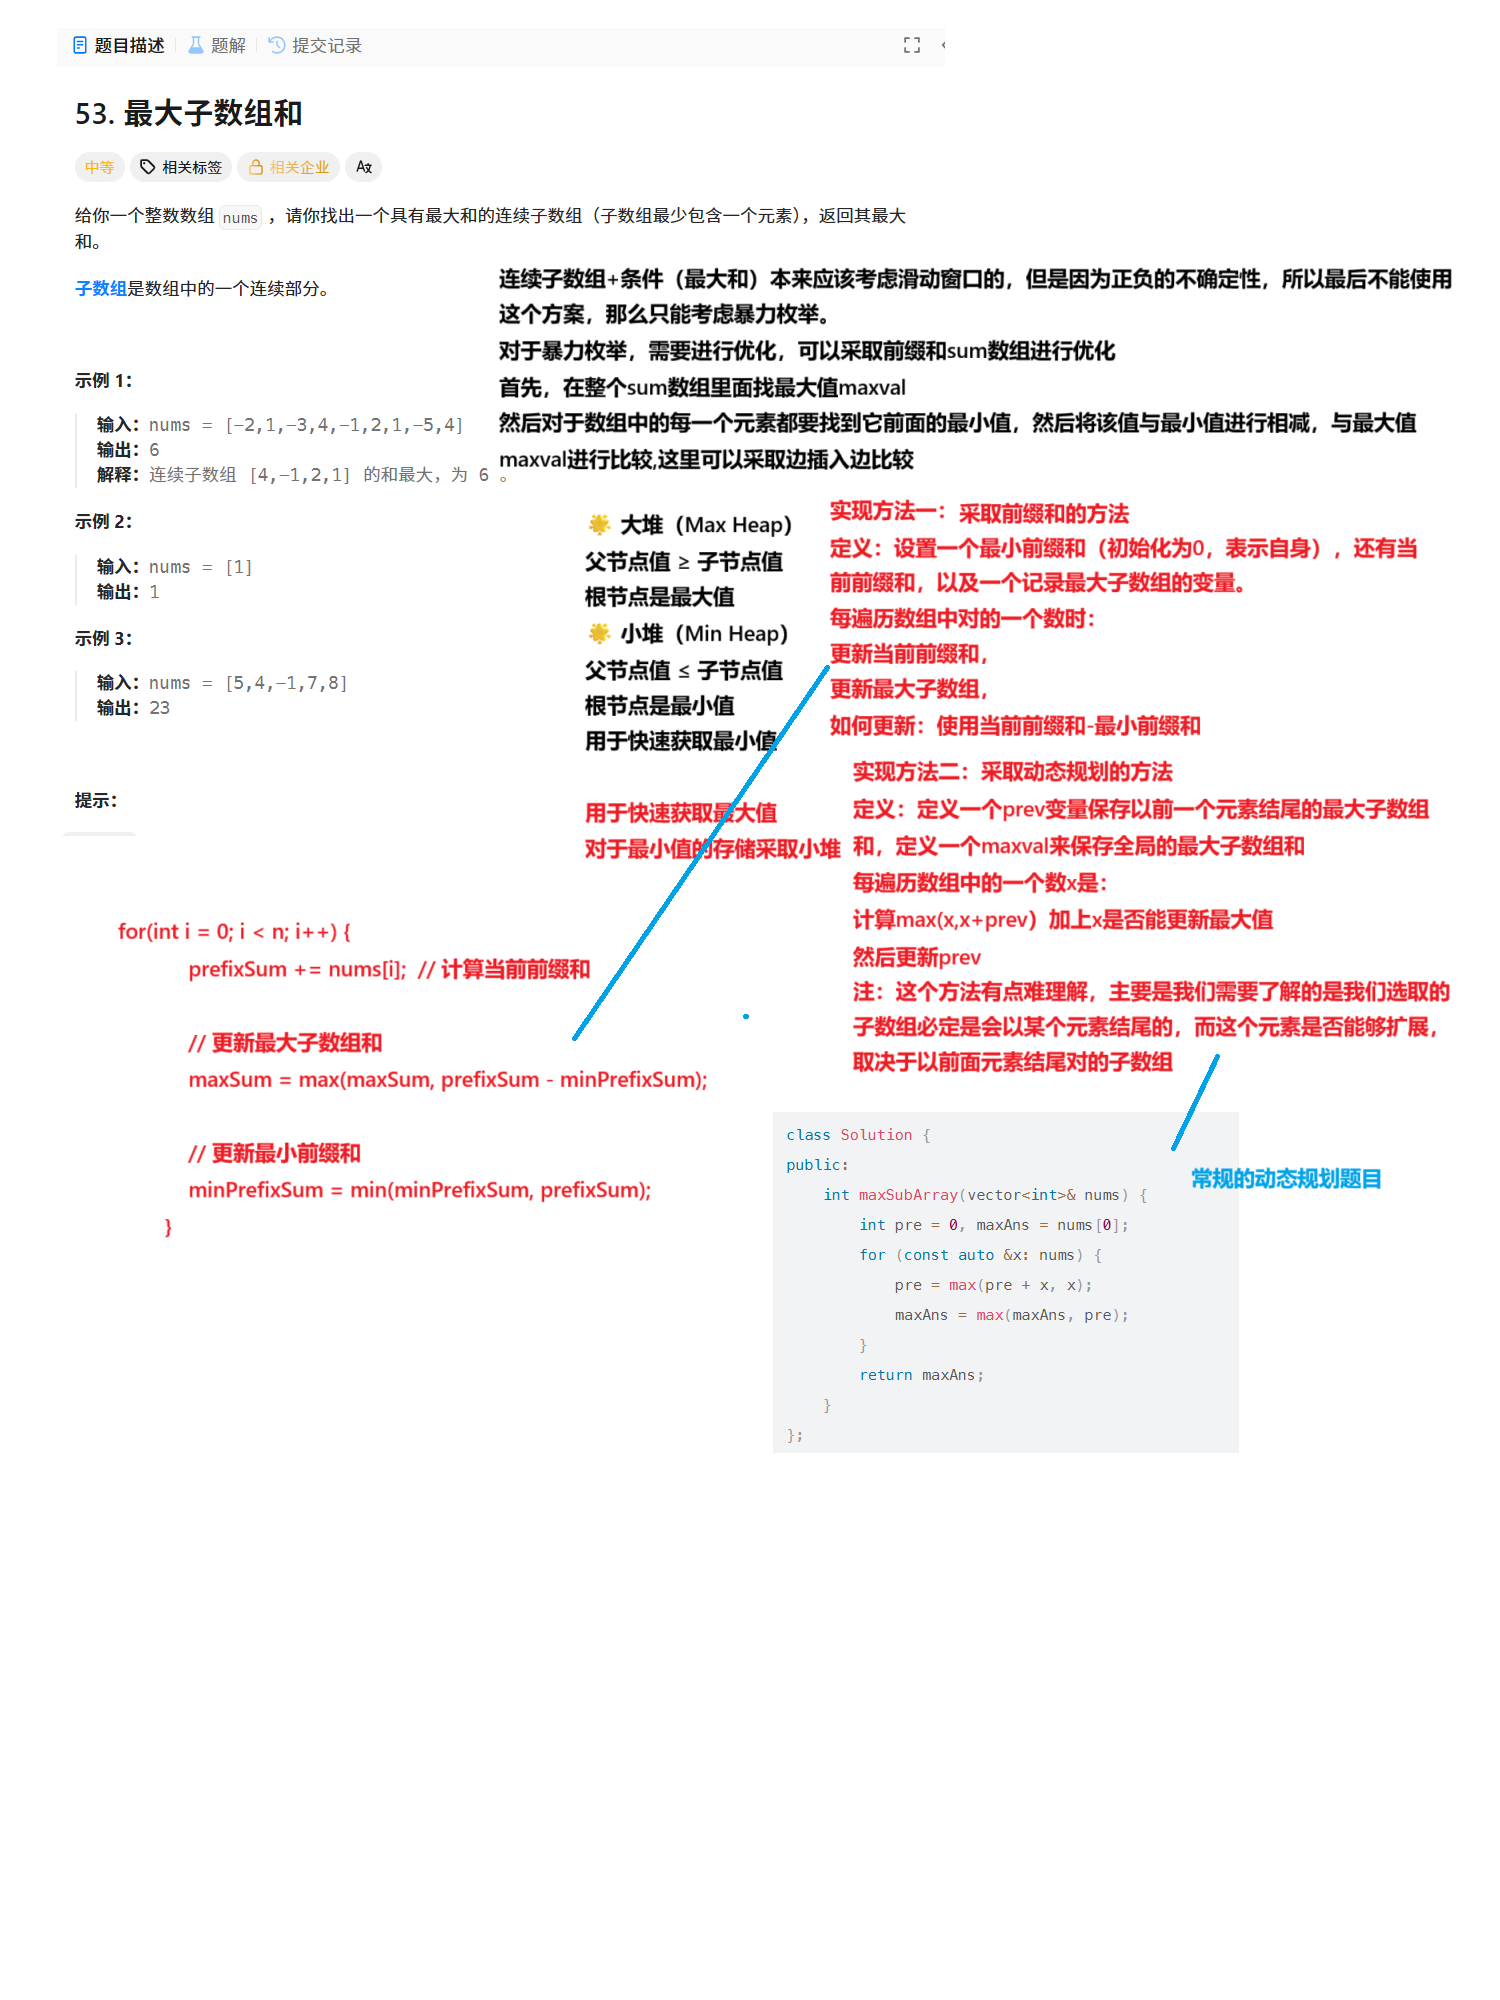 题目描述 题解 提交记录
53. 最大子数组和
中等 相关标签 相关企业 Aあ
给你一个整数数组 nums ，请你找出一个具有最大和的连续子数组（子数组最少包含一个元素），返回其最大
和。
子数组是数组中的一个连续部分。
连续子数组+条件（最大和）本来应该考虑滑动窗口的，但是因为正负的不确定性，所以最后不能使用
这个方案，那么只能考虑暴力枚举。
对于暴力枚举，需要进行优化，可以采取前缀和sum数组进行优化
首先，在整个sum数组里面找最大值maxval
然后对于数组中的每一个元素都要找到它前面的最小值，然后将该值与最小值进行相减，与最大值
maxval进行比较,这里可以采取边插入边比较
示例 1：
输入：nums = [-2,1,-3,4,-1,2,1,-5,4]
输出：6
解释：连续子数组 [4,-1,2,1] 的和最大，为 6 。
示例 2：
输入：nums = [1]
输出：1
示例 3：
输入：nums = [5,4,-1,7,8]
输出：23
提示：
大堆（Max Heap）
父节点值 ≥ 子节点值
根节点是最大值
小堆（Min Heap）
父节点值 ≤ 子节点值
根节点是最小值
用于快速获取最小值
用于快速获取最大值
对于最小值的存储采取小堆
实现方法一：采取前缀和的方法
定义：设置一个最小前缀和（初始化为0，表示自身），还有当
前前缀和，以及一个记录最大子数组的变量。
每遍历数组中对的一个数时：
更新当前前缀和，
更新最大子数组，
如何更新：使用当前前缀和-最小前缀和
实现方法二：采取动态规划的方法
定义：定义一个prev变量保存以前一个元素结尾的最大子数组
和，定义一个maxval来保存全局的最大子数组和
每遍历数组中的一个数x是：
计算max(x,x+prev）加上x是否能更新最大值
然后更新prev
注：这个方法有点难理解，主要是我们需要了解的是我们选取的
子数组必定是会以某个元素结尾的，而这个元素是否能够扩展，
取决于以前面元素结尾对的子数组
for(int i = 0; i < n; i++) {
prefixSum += nums[i]; // 计算当前前缀和
// 更新最大子数组和
maxSum = max(maxSum, prefixSum - minPrefixSum);
// 更新最小前缀和
minPrefixSum = min(minPrefixSum, prefixSum);
}
class Solution {
public:
int maxSubArray(vector<int>& nums) {
int pre = 0, maxAns = nums[0];
for (const auto &x: nums) {
pre = max(pre + x, x);
maxAns = max(maxAns, pre);
}
return maxAns;
}
};
常规的动态规划题目